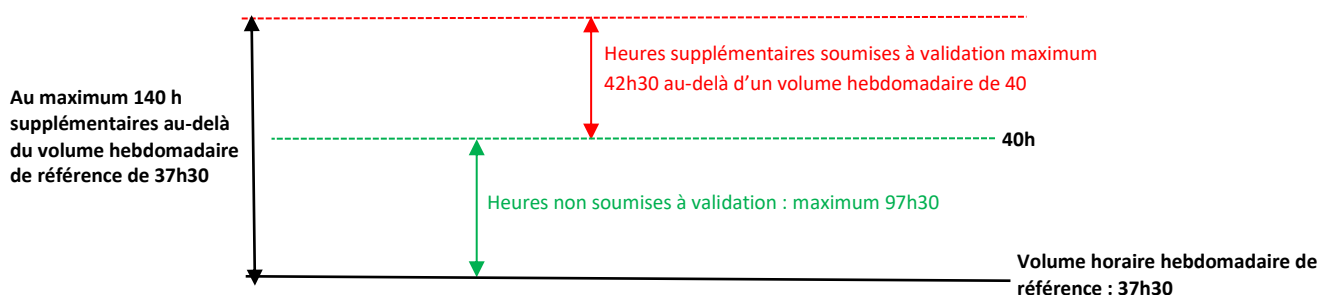 Heures supplémentaires soumises à validation maximum
42h30 au-delà d’un volume hebdomadaire de 40
Au maximum 140 h
supplémentaires au-delà
du volume hebdomadaire
de référence de 37h30
40h
Heures non soumises à validation : maximum 97h30
Volume horaire hebdomadaire de
référence : 37h30